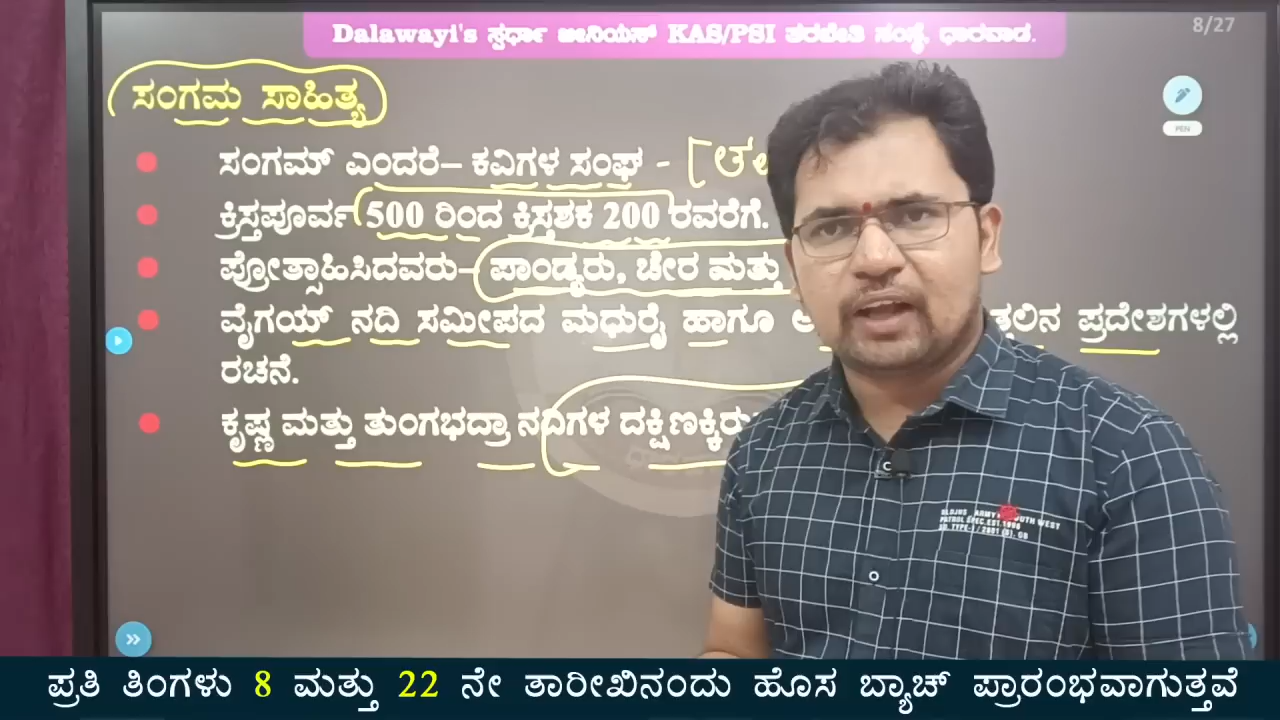 Dalawayi's ಸ್ಪರ್ಧಾ ಜೀನಿಯಸ್ KAS/PSI ತರಬೇತಿ ಸಂಸ್ಥೆ, ಧಾರವಾಡ.
8/27
ಸಂಗಮ ಸಾಹಿತ್ಯ
PEN
ಸಂಗಮ್ ಎಂದರೆ– ಕವಿಗಳ ಸಂಘ -
ಕ್ರಿಸ್ತಪೂರ್ವ 500 ರಿಂದ ಕ್ರಿಸ್ತಶಕ 200 ರವರೆಗೆ.
ಪ್ರೋತ್ಸಾಹಿಸಿದವರು– ಪಾಂಡ್ಯರು, ಚೇರ ಮತ್ತು
ವೈಗಯ್ ನದಿ ಸಮೀಪದ ಮಧುರೈ ಹಾಗೂ ಪ್ರದೇಶಗಳಲ್ಲಿ
ರಚನೆ.
ಕೃಷ್ಣ ಮತ್ತು ತುಂಗಭದ್ರಾ ನದಿಗಳ
ಪ್ರತಿ ತಿಂಗಳು 8 ಮತ್ತು 22 ನೇ ತಾರೀಖಿನಂದು ಹೊಸ ಬ್ಯಾಚ್ ಪ್ರಾರಂಭವಾಗುತ್ತವೆ